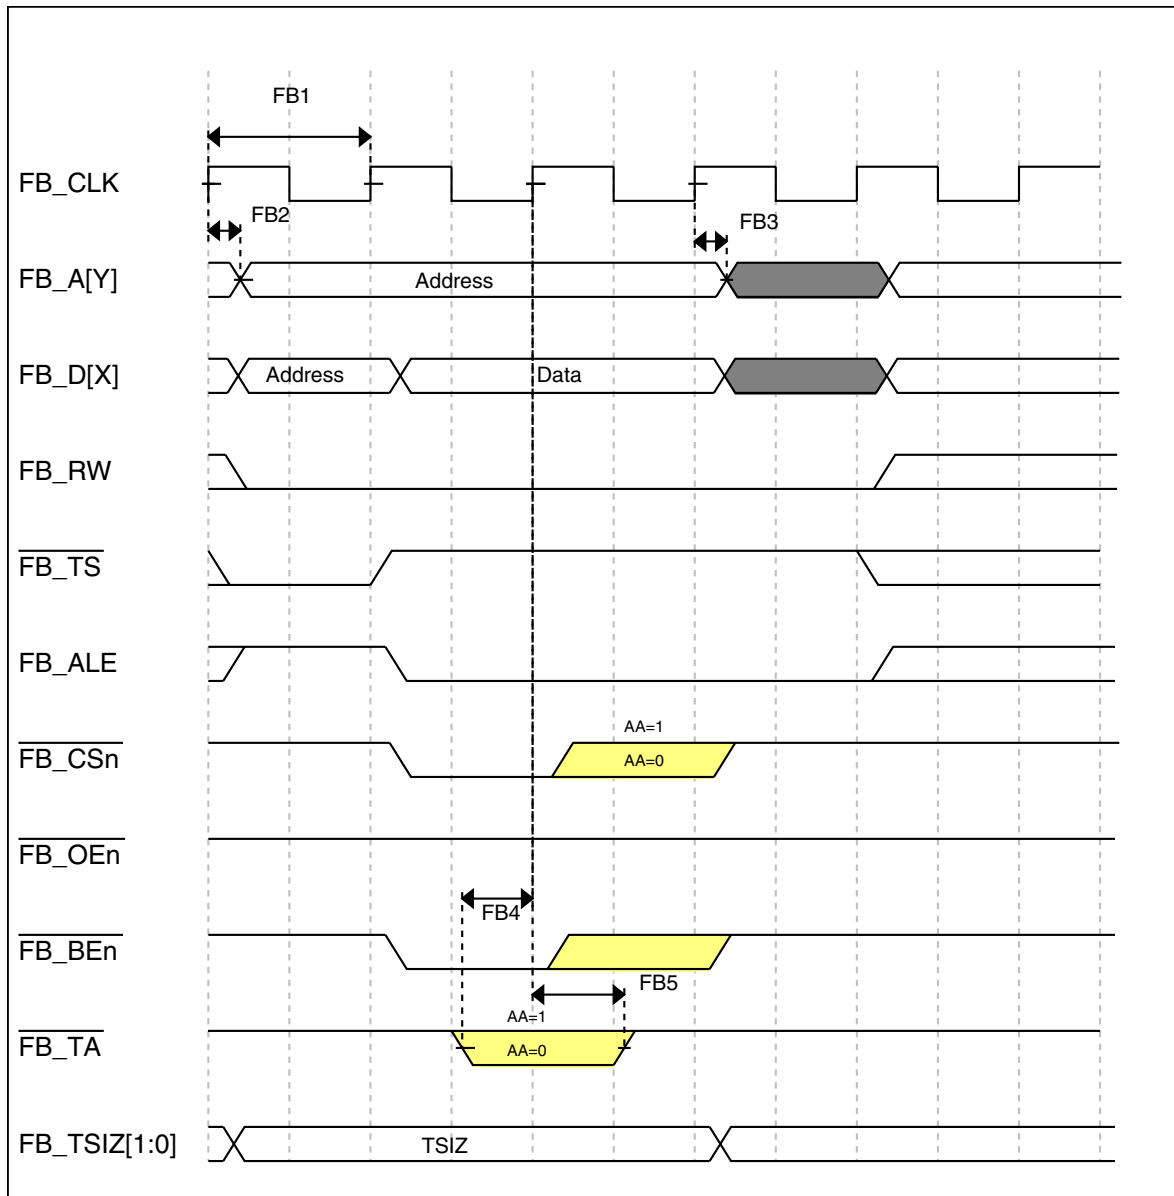 FB1
FB_CLK
FB2
FB3
FB_A[Y]
Address
FB_D[X]
Address
Data
FB_RW
FB_TS
FB_ALE
AA=1
FB_CSn
AA=0
FB_OEn
FB4
FB_BEn
FB5
AA=1
FB_TA
AA=0
FB_TSIZ[1:0]
TSIZ